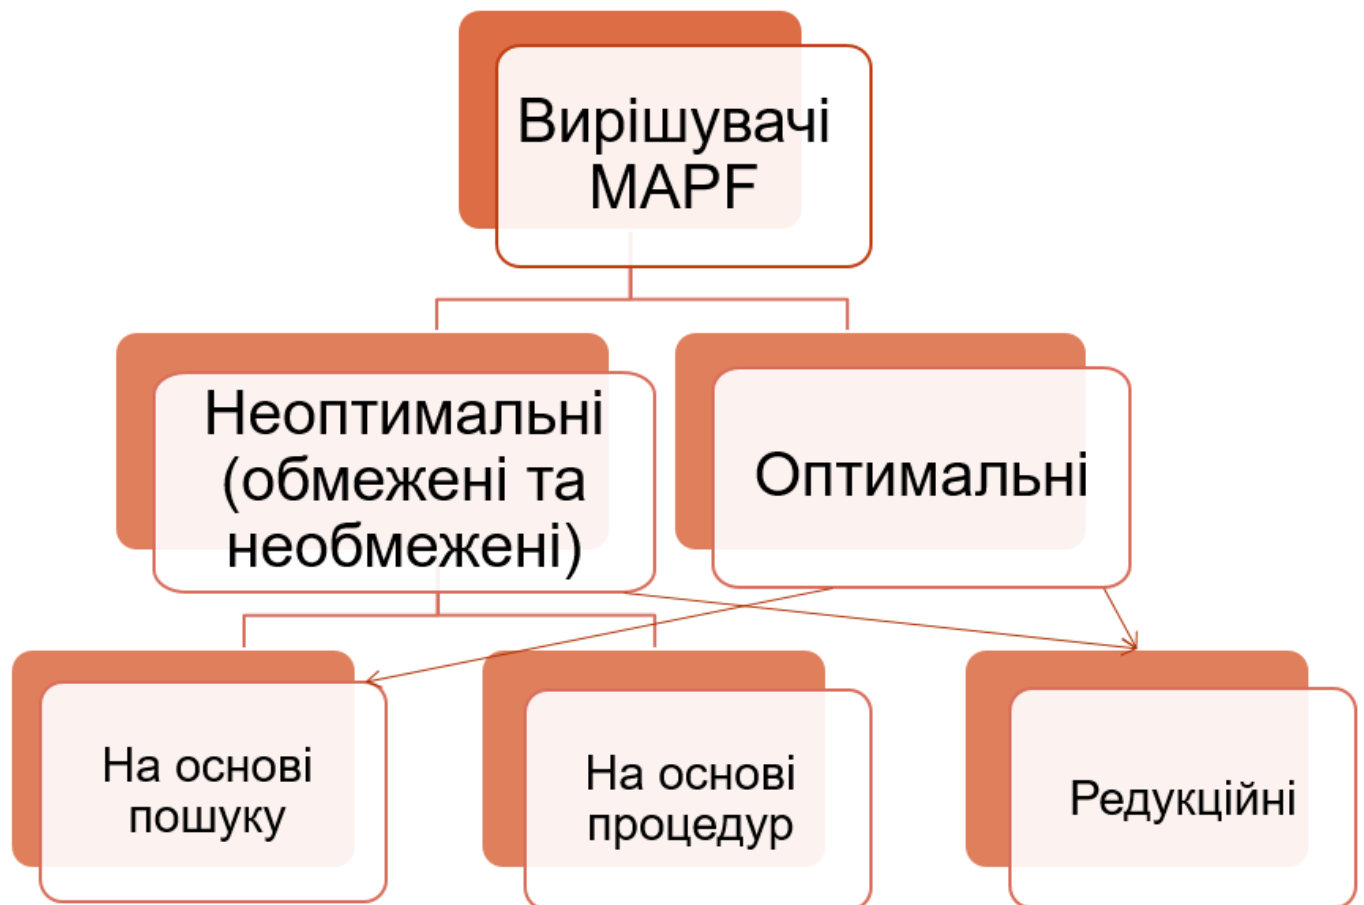 Вирішувачі
MAPF
Неоптимальні
(обмежені та
необмежені)
Оптимальні
На основі
пошуку
На основі
процедур
Редукційні